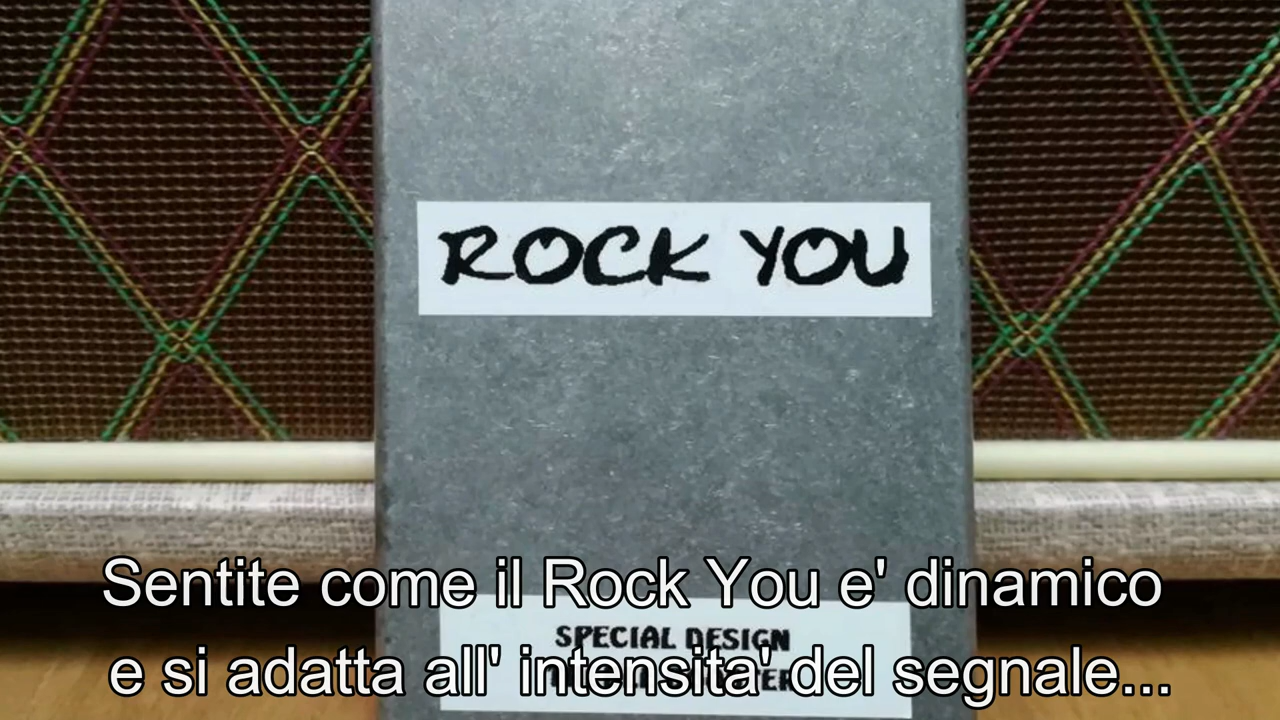 ROCK YOU
SPECIAL DESIGN
Sentite come il Rock You e' dinamico
e si adatta all' intensita' del segnale...